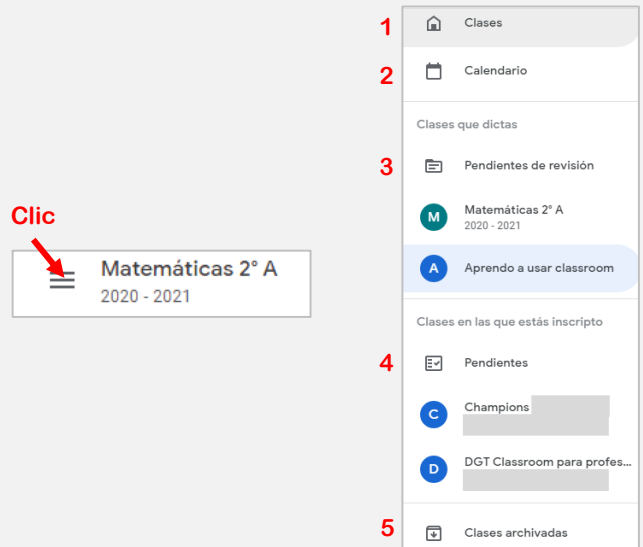 Clic
Matemáticas 2° A
2020 - 2021
1 Clases
2 Calendario
Clases que dictas
3 Pendientes de revisión
M Matemáticas 2° A
2020 - 2021
A Aprendo a usar classroom
Clases en las que estás inscripto
4 Pendientes
C Champions
D DGT Classroom para profes...
5 Clases archivadas